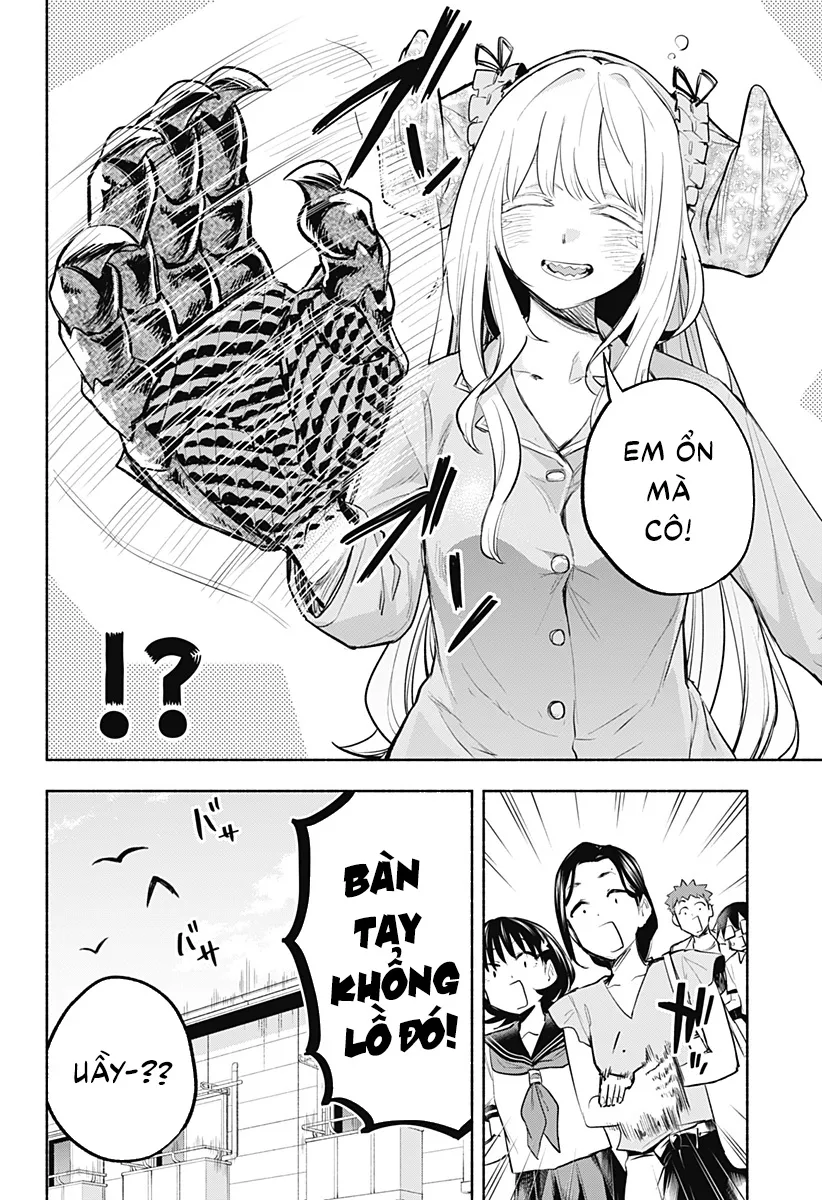 EM ỔN
MÀ
CÔ!
!?
BÀN
TAY
KHỔNG
LỒ ĐÓ!
バサ
バサ
UẦY-??